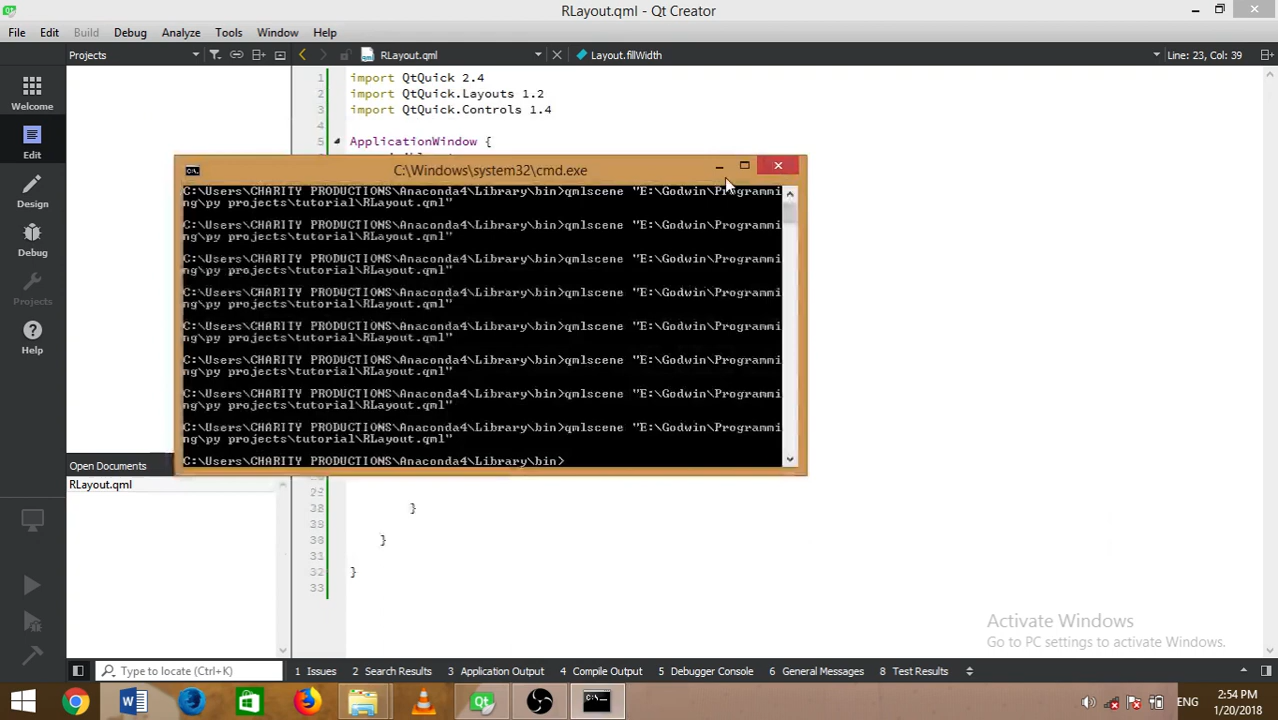 RLayout.qml - Qt Creator
File Edit Build Debug Analyze Tools Window Help
Projects RLayout.qml Layout.fillWidth Line: 23, Col: 39
1 import QtQuick 2.4
2 import QtQuick.Layouts 1.2
3 import QtQuick.Controls 1.4
4
5 ApplicationWindow {
Welcome
Edit
Design
Debug
Projects
Help
C:\Windows\system32\cmd.exe
C:\Users\CHARITY PRODUCTIONS\Anaconda4\Library\bin>qmlscene "E:\Godwin\Programmi
ng\py projects\tutorial\RLayout.qml"
C:\Users\CHARITY PRODUCTIONS\Anaconda4\Library\bin>qmlscene "E:\Godwin\Programmi
ng\py projects\tutorial\RLayout.qml"
C:\Users\CHARITY PRODUCTIONS\Anaconda4\Library\bin>qmlscene "E:\Godwin\Programmi
ng\py projects\tutorial\RLayout.qml"
C:\Users\CHARITY PRODUCTIONS\Anaconda4\Library\bin>qmlscene "E:\Godwin\Programmi
ng\py projects\tutorial\RLayout.qml"
C:\Users\CHARITY PRODUCTIONS\Anaconda4\Library\bin>qmlscene "E:\Godwin\Programmi
ng\py projects\tutorial\RLayout.qml"
C:\Users\CHARITY PRODUCTIONS\Anaconda4\Library\bin>qmlscene "E:\Godwin\Programmi
ng\py projects\tutorial\RLayout.qml"
C:\Users\CHARITY PRODUCTIONS\Anaconda4\Library\bin>qmlscene "E:\Godwin\Programmi
ng\py projects\tutorial\RLayout.qml"
C:\Users\CHARITY PRODUCTIONS\Anaconda4\Library\bin>qmlscene "E:\Godwin\Programmi
ng\py projects\tutorial\RLayout.qml"
C:\Users\CHARITY PRODUCTIONS\Anaconda4\Library\bin>
Open Documents
RLayout.qml
}
}
31
32 }
33
Activate Windows
Go to PC settings to activate Windows.
Type to locate (Ctrl+K) 1 Issues 2 Search Results 3 Application Output 4 Compile Output 5 Debugger Console 6 General Messages 8 Test Results
ENG
2:54 PM
1/20/2018